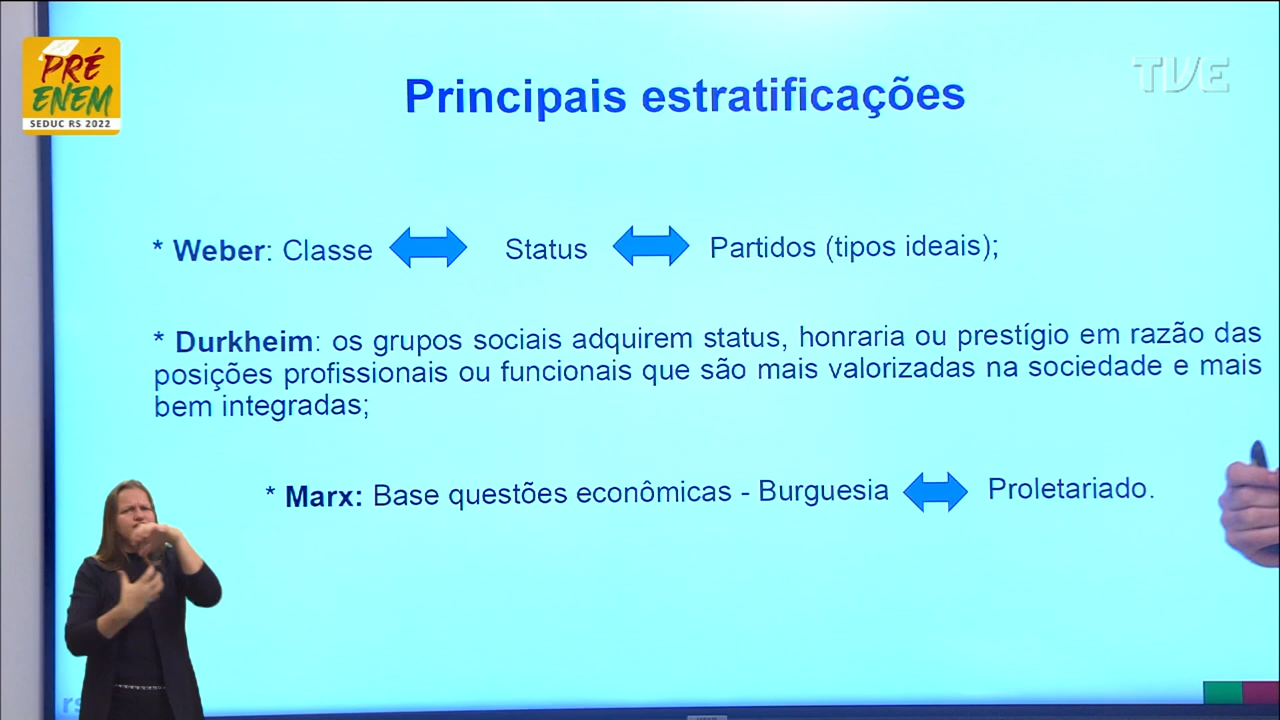 PRÉ
ENEM
SEDUC RS 2022
TVE
Principais estratificações
* Weber: Classe Status Partidos (tipos ideais);
* Durkheim: os grupos sociais adquirem status, honraria ou prestígio em razão das
posições profissionais ou funcionais que são mais valorizadas na sociedade e mais
bem integradas;
* Marx: Base questões econômicas - Burguesia Proletariado.
rs